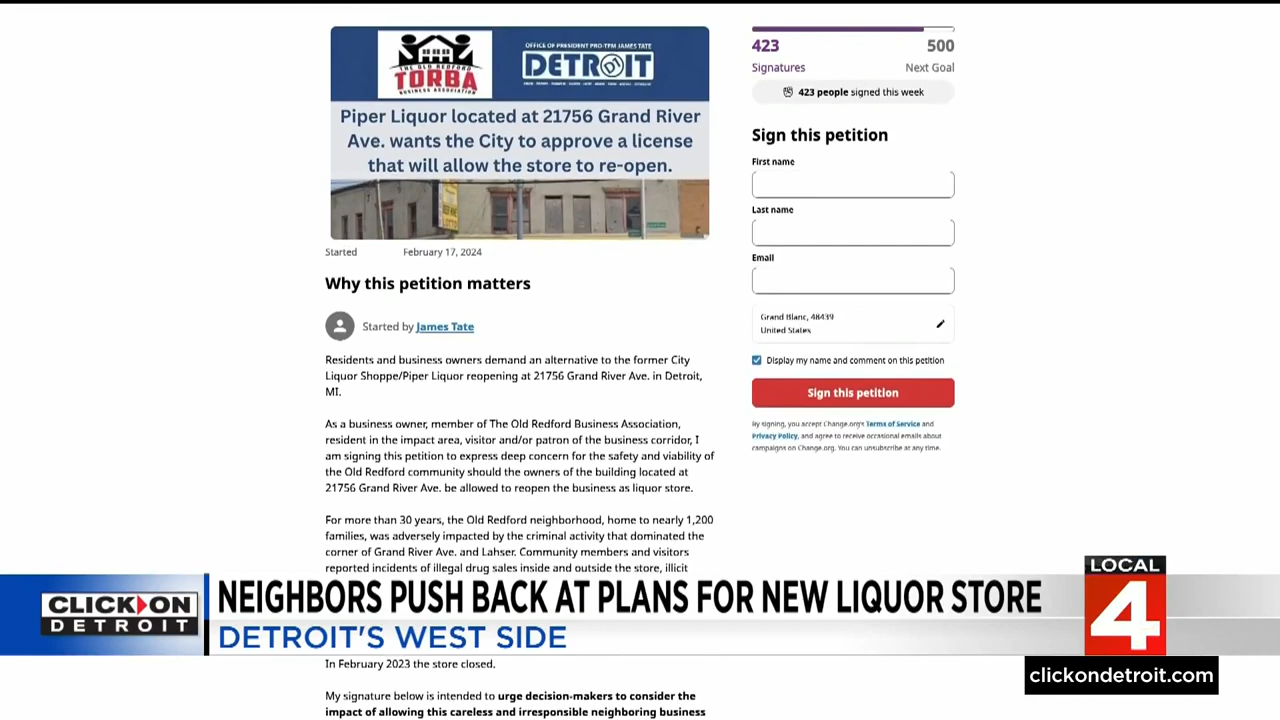 THE OLD REDFORD
TORBA
BUSINESS ASSOCIATION
OFFICE OF PRESIDENT PRO-TEM JAMES TATE
DETROIT
Piper Liquor located at 21756 Grand River
Ave. wants the City to approve a license
that will allow the store to re-open.
Started February 17, 2024
Why this petition matters
Started by James Tate
Residents and business owners demand an alternative to the former City
Liquor Shoppe/Piper Liquor reopening at 21756 Grand River Ave. in Detroit,
MI.
As a business owner, member of The Old Redford Business Association,
resident in the impact area, visitor and/or patron of the business corridor, I
am signing this petition to express deep concern for the safety and viability of
the Old Redford community should the owners of the building located at
21756 Grand River Ave. be allowed to reopen the business as liquor store.
For more than 30 years, the Old Redford neighborhood, home to nearly 1,200
families, was adversely impacted by the criminal activity that dominated the
corner of Grand River Ave. and Lahser. Community members and visitors
reported incidents of illegal drug sales inside and outside the store, illicit
In February 2023 the store closed.
My signature below is intended to urge decision-makers to consider the
impact of allowing this careless and irresponsible neighboring business
423 500
Signatures Next Goal
423 people signed this week
Sign this petition
First name
Last name
Email
Grand Blanc, 48439
United States
Display my name and comment on this petition
Sign this petition
By signing, you accept Change.org's Terms of Service and
Privacy Policy, and agree to receive occasional emails about
campaigns on Change.org. You can unsubscribe at any time.
CLICK ON
DETROIT
NEIGHBORS PUSH BACK AT PLANS FOR NEW LIQUOR STORE
DETROIT'S WEST SIDE
LOCAL
4
clickondetroit.com